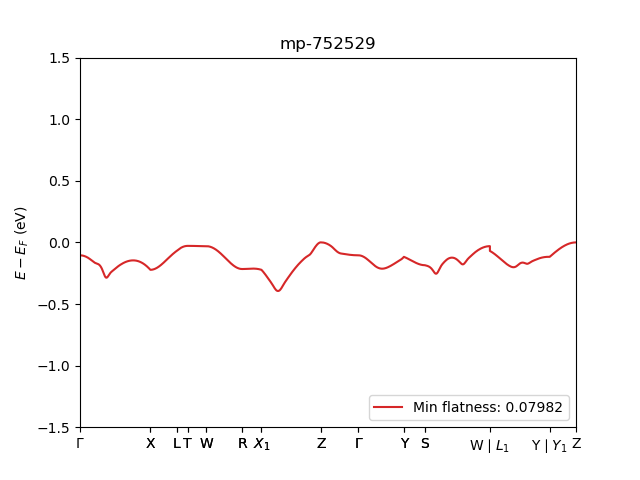 mp-752529
1.5
1.0
0.5
0.0
−0.5
−1.0
−1.5
E − E_F (eV)
Min flatness: 0.07982
Γ X L T W R X_1 Z Γ Y S W | L_1 Y | Y_1 Z